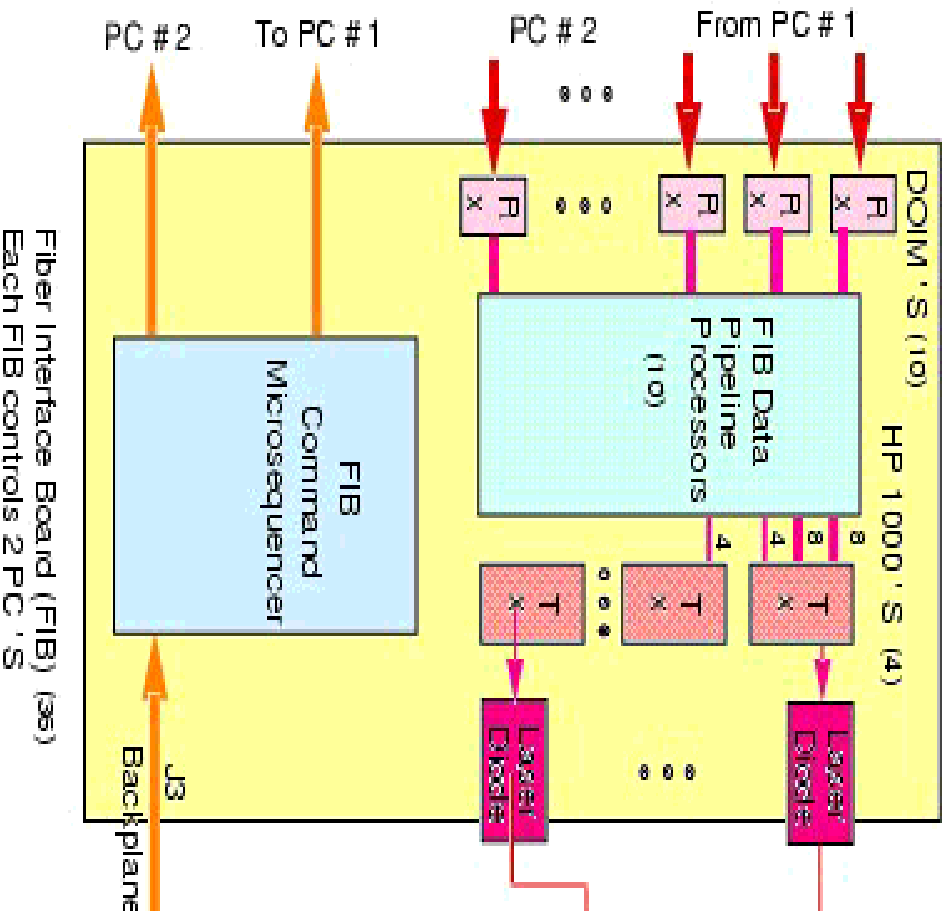 PC # 2
To PC # 1
PC # 2
From PC # 1
DOIM ' S (10)
R
x
R
x
R
x
R
x
FIB Data
Pipeline
Processors
(10)
HP 1000 ' S (4)
4
4
8
8
T
x
T
x
T
x
Laser
Diode
Laser
Diode
FIB
Command
Microsequencer
J3
Backplane
Fiber Interface Board (FIB) (36)
Each FIB controls 2 PC ' S